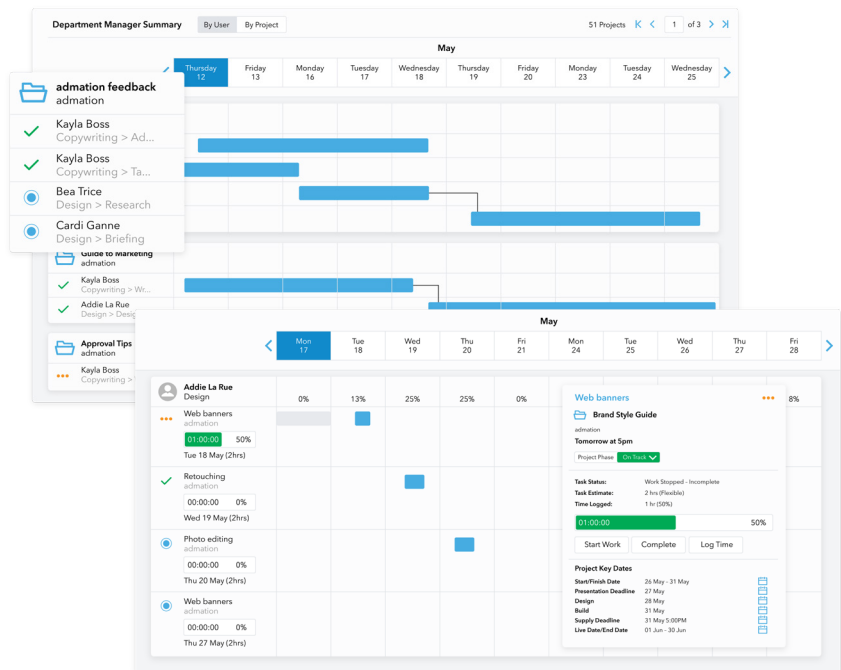 Department Manager Summary
By User
By Project
51 Projects
1
of 3
May
Thursday
12
Friday
13
Monday
16
Tuesday
17
Wednesday
18
Thursday
19
Friday
20
Monday
23
Tuesday
24
Wednesday
25
admation feedback
admation
Kayla Boss
Copywriting > Ad...
Kayla Boss
Copywriting > Ta...
Bea Trice
Design > Research
Cardi Ganne
Design > Briefing
Guide to Marketing
admation
Kayla Boss
Copywriting > Wr...
Addie La Rue
Design > Desig
Approval Tips
admation
Kayla Boss
Copywriting >
May
Mon
17
Tue
18
Wed
19
Thu
20
Fri
21
Mon
24
Tue
25
Wed
26
Thu
27
Fri
28
Addie La Rue
Design
0%
13%
25%
25%
0%
8%
Web banners
admation
01:00:00
50%
Tue 18 May (2hrs)
Retouching
admation
00:00:00
0%
Wed 19 May (2hrs)
Photo editing
admation
00:00:00
0%
Thu 20 May (2hrs)
Web banners
admation
00:00:00
0%
Thu 27 May (2hrs)
Web banners
Brand Style Guide
admation
Tomorrow at 5pm
Project Phase
On Track
Task Status: Work Stopped - Incomplete
Task Estimate: 2 hrs (Flexible)
Time Logged: 1 hr (50%)
01:00:00
50%
Start Work
Complete
Log Time
Project Key Dates
Start/Finish Date 26 May - 31 May
Presentation Deadline 27 May
Design 28 May
Build 31 May
Supply Deadline 31 May 5:00PM
Live Date/End Date 01 Jun - 30 Jun